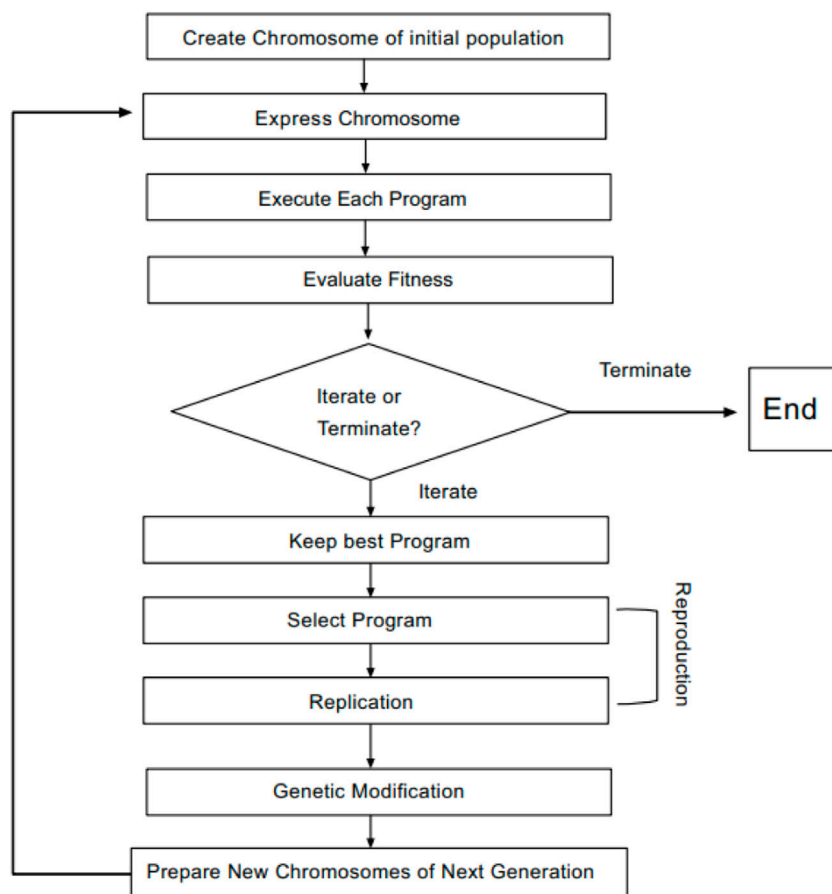 Create Chromosome of initial population
Express Chromosome
Execute Each Program
Evaluate Fitness
Iterate or
Terminate?
Terminate
End
Iterate
Keep best Program
Select Program
Replication
Reproduction
Genetic Modification
Prepare New Chromosomes of Next Generation